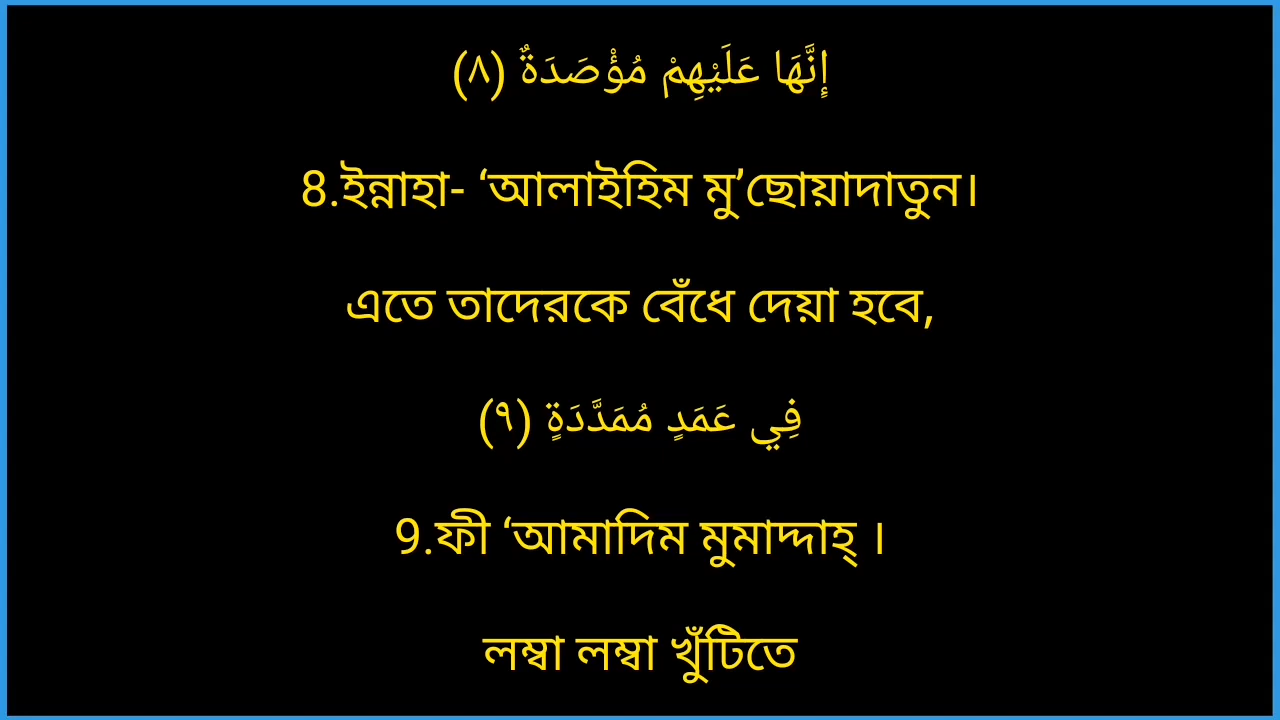 إِنَّهَا عَلَيْهِمْ مُؤْصَدَةٌ (٨)
8.ইন্নাহা- ‘আলাইহিম মু’ছোয়াদাতুন।
এতে তাদেরকে বেঁধে দেয়া হবে,
فِي عَمَدٍ مُمَدَّدَةٍ (٩)
9.ফী ‘আমাদিম মুমাদ্দাহ্ ।
লম্বা লম্বা খুঁটিতে